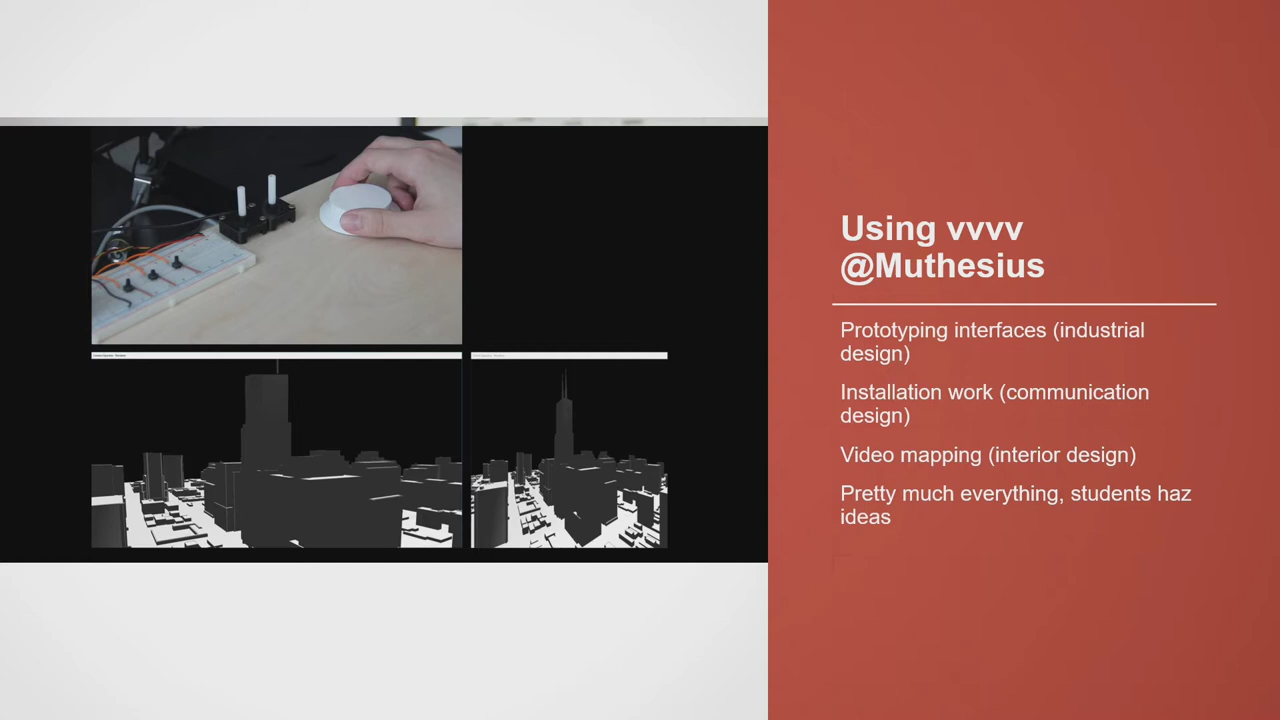 Using vvvv
@Muthesius
Prototyping interfaces (industrial
design)
Installation work (communication
design)
Video mapping (interior design)
Pretty much everything, students haz
ideas